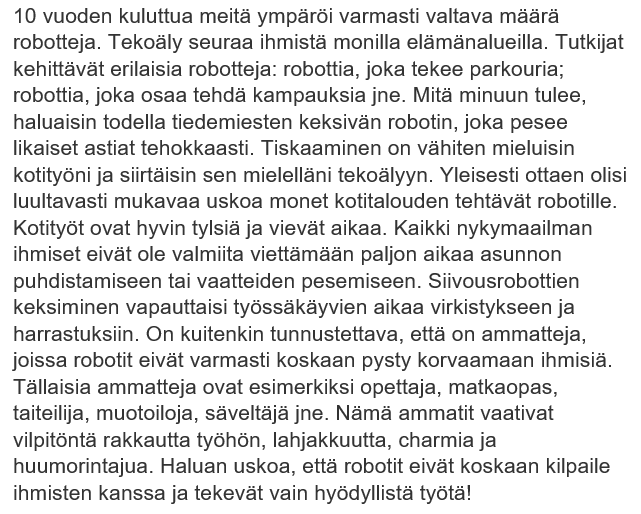 10 vuoden kuluttua meitä ympäröi varmasti valtava määrä
robotteja. Tekoäly seuraa ihmistä monilla elämänalueilla. Tutkijat
kehittävät erilaisia robotteja: robottia, joka tekee parkouria;
robottia, joka osaa tehdä kampauksia jne. Mitä minuun tulee,
haluaisin todella tiedemiesten keksivän robotin, joka pesee
likaiset astiat tehokkaasti. Tiskaaminen on vähiten mieluisin
kotityöni ja siirtäisin sen mielelläni tekoälyyn. Yleisesti ottaen olisi
luultavasti mukavaa uskoa monet kotitalouden tehtävät robotille.
Kotityöt ovat hyvin tylsiä ja vievät aikaa. Kaikki nykymaailman
ihmiset eivät ole valmiita viettämään paljon aikaa asunnon
puhdistamiseen tai vaatteiden pesemiseen. Siivousrobottien
keksiminen vapauttaisi työssäkäyvien aikaa virkistykseen ja
harrastuksiin. On kuitenkin tunnustettava, että on ammatteja,
joissa robotit eivät varmasti koskaan pysty korvaamaan ihmisiä.
Tällaisia ammatteja ovat esimerkiksi opettaja, matkaopas,
taiteilija, muotoiloja, säveltäjä jne. Nämä ammatit vaativat
vilpitöntä rakkautta työhön, lahjakkuutta, charmia ja
huumorintajua. Haluan uskoa, että robotit eivät koskaan kilpaile
ihmisten kanssa ja tekevät vain hyödyllistä työtä!